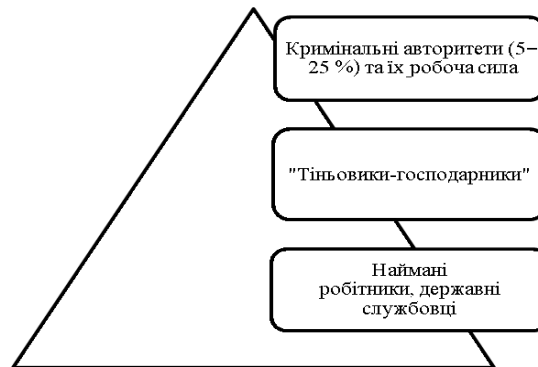 Кримінальні авторитети (5–
25 %) та їх робоча сила
"Тіньовики-господарники"
Наймані
робітники, державні
службовці